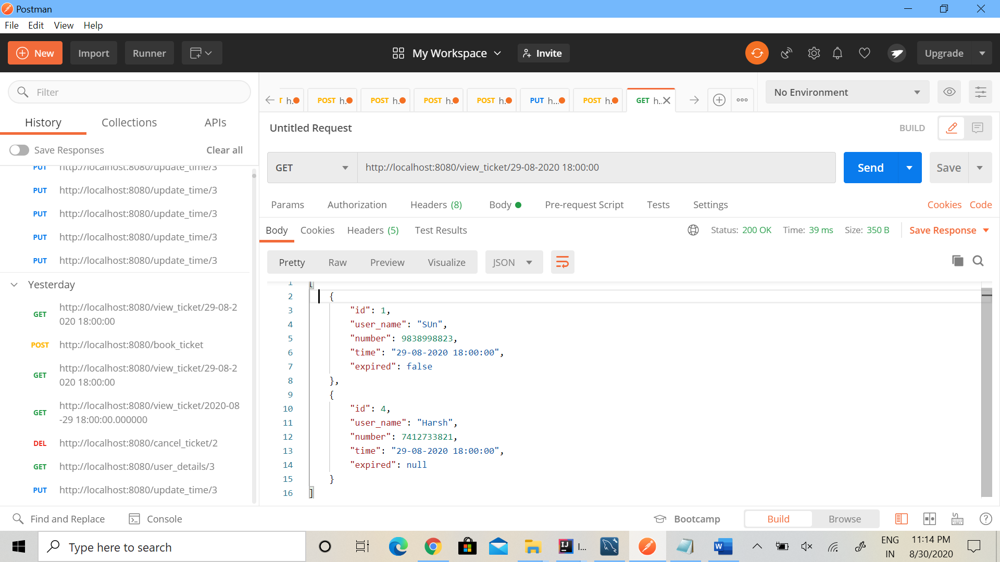 Postman
File Edit View Help
New Import Runner My Workspace Invite Upgrade
Filter
History Collections APIs
Save Responses Clear all
PUT http://localhost:8080/update_time/3
PUT http://localhost:8080/update_time/3
PUT http://localhost:8080/update_time/3
PUT http://localhost:8080/update_time/3
PUT http://localhost:8080/update_time/3
Yesterday
GET http://localhost:8080/view_ticket/29-08-2
020 18:00:00
POST http://localhost:8080/book_ticket
GET http://localhost:8080/view_ticket/29-08-2
020 18:00:00
GET http://localhost:8080/view_ticket/2020-08
-29 18:00:00.000000
DEL http://localhost:8080/cancel_ticket/2
GET http://localhost:8080/user_details/3
PUT http://localhost:8080/update_time/3
T h. POST h. POST h. POST h. POST h. PUT h... POST h. GET h.. No Environment
Untitled Request BUILD
GET http://localhost:8080/view_ticket/29-08-2020 18:00:00 Send Save
Params Authorization Headers (8) Body Pre-request Script Tests Settings Cookies Code
Body Cookies Headers (5) Test Results Status: 200 OK Time: 39 ms Size: 350 B Save Response
Pretty Raw Preview Visualize JSON
1 [
2 {
3 "id": 1,
4 "user_name": "SUn",
5 "number": 9838998823,
6 "time": "29-08-2020 18:00:00",
7 "expired": false
8 },
9 {
10 "id": 4,
11 "user_name": "Harsh",
12 "number": 7412733821,
13 "time": "29-08-2020 18:00:00",
14 "expired": null
15 }
16 ]
Find and Replace Console Bootcamp Build Browse
Type here to search I... ENG 11:14 PM
IN 8/30/2020